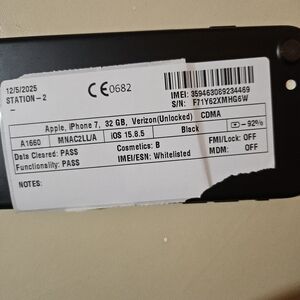 12/5/2025
STATION-2
-
CE0682
IMEI: 359463089234469
S/N: F71Y62XMHG6W
Apple, iPhone 7, 32 GB, Verizon(Unlocked) CDMA
A1660 MNAC2LL/A iOS 15.8.5 Black ~92%
Data Cleared: PASS Cosmetics: B FMI/Lock: OFF
Functionality: PASS IMEI/ESN: Whitelisted MDM: OFF
NOTES: